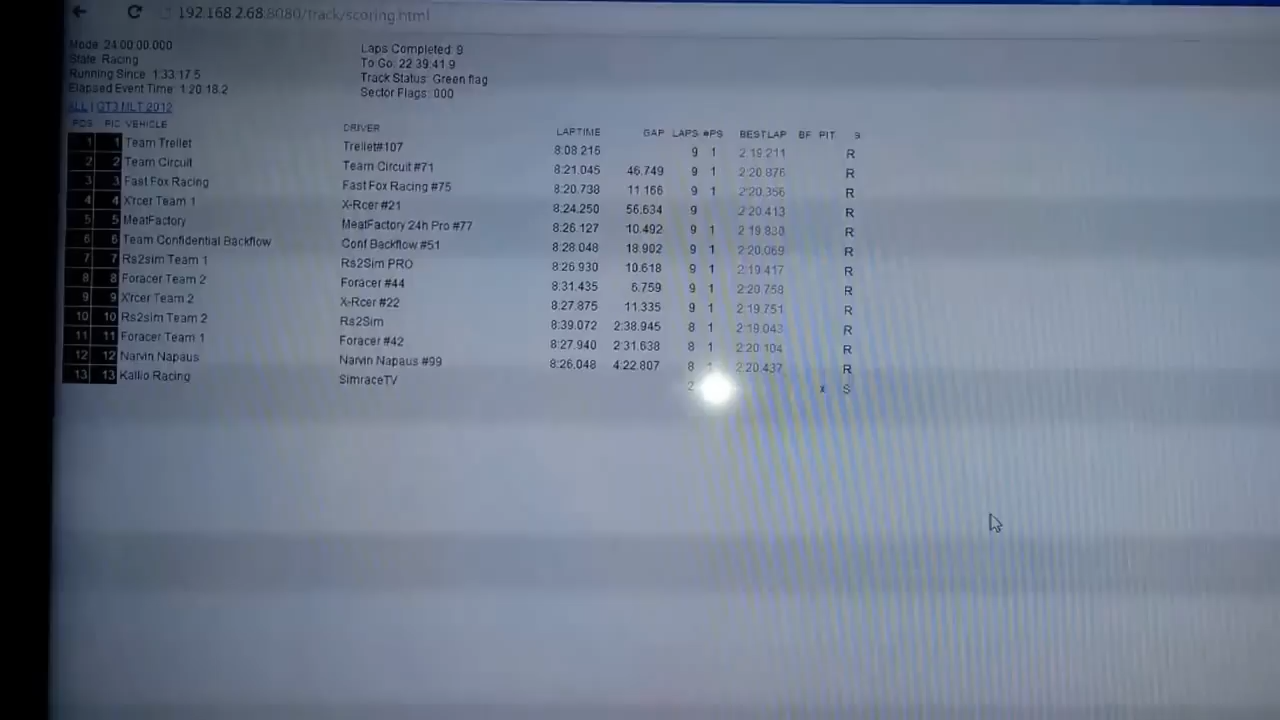 192.168.2.68:8080/track/scoring.html
Mode: 24:00:00.000
State: Racing
Running Since: 1:33:17.5
Elapsed Event Time: 1:20:18.2
Laps Completed: 9
To Go: 22:39:41.9
Track Status: Green flag
Sector Flags: 000
ALL | GT3 MLT 2012
POS PIC VEHICLE DRIVER LAPTIME GAP LAPS #PS BESTLAP BF PIT S
1 1 Team Trellet Trellet#107 8:08.215 9 1 2:19.211 R
2 2 Team Circuit Team Circuit #71 8:21.045 46.749 9 1 2:20.876 R
3 3 Fast Fox Racing Fast Fox Racing #75 8:20.738 11.166 9 1 2:20.356 R
4 4 X'rcer Team 1 X-Rcer #21 8:24.250 56.634 9 2:20.413 R
5 5 MeatFactory MeatFactory 24h Pro #77 8:26.127 10.492 9 1 2:19.830 R
6 6 Team Confidential Backflow Conf Backflow #51 8:28.048 18.902 9 1 2:20.069 R
7 7 Rs2sim Team 1 Rs2Sim PRO 8:26.930 10.618 9 1 2:19.417 R
8 8 Foracer Team 2 Foracer #44 8:31.435 6.759 9 1 2:20.758 R
9 9 X'rcer Team 2 X-Rcer #22 8:27.875 11.335 9 1 2:19.751 R
10 10 Rs2sim Team 2 Rs2Sim 8:39.072 2:38.945 8 1 2:19.043 R
11 11 Foracer Team 1 Foracer #42 8:27.940 2:31.638 8 1 2:20.104 R
12 12 Narvin Napaus Narvin Napaus #99 8:26.048 4:22.807 8 1 2:20.437 R
13 13 Kallio Racing SimraceTV 2 x S